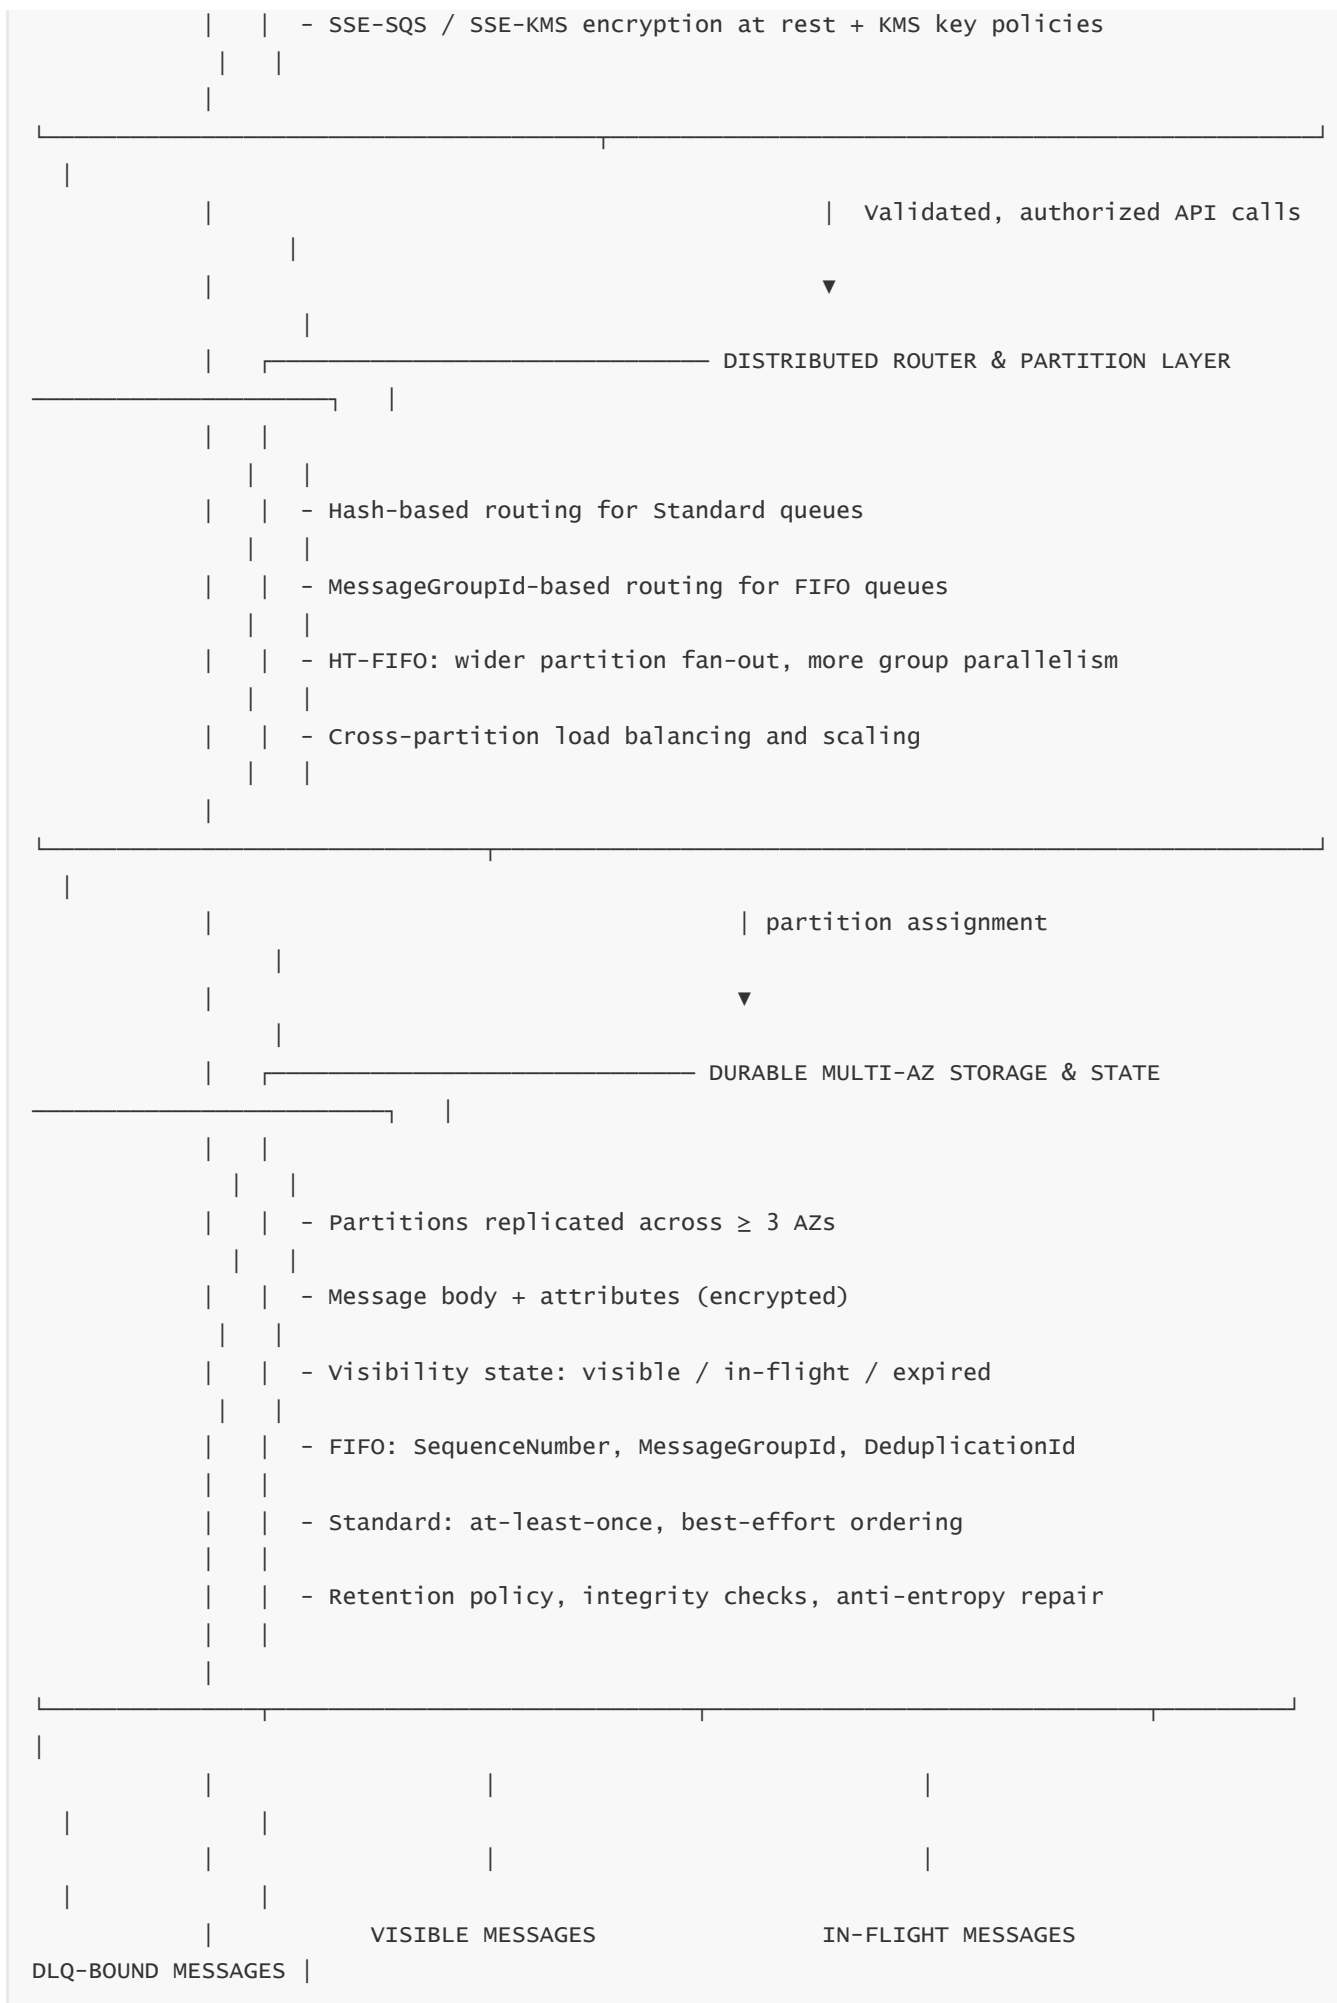 - SSE-SQS / SSE-KMS encryption at rest + KMS key policies
Validated, authorized API calls
▼
DISTRIBUTED ROUTER & PARTITION LAYER
- Hash-based routing for Standard queues
- MessageGroupId-based routing for FIFO queues
- HT-FIFO: wider partition fan-out, more group parallelism
- Cross-partition load balancing and scaling
partition assignment
▼
DURABLE MULTI-AZ STORAGE & STATE
- Partitions replicated across ≥ 3 AZs
- Message body + attributes (encrypted)
- Visibility state: visible / in-flight / expired
- FIFO: SequenceNumber, MessageGroupId, DeduplicationId
- Standard: at-least-once, best-effort ordering
- Retention policy, integrity checks, anti-entropy repair
VISIBLE MESSAGES IN-FLIGHT MESSAGES
DLQ-BOUND MESSAGES